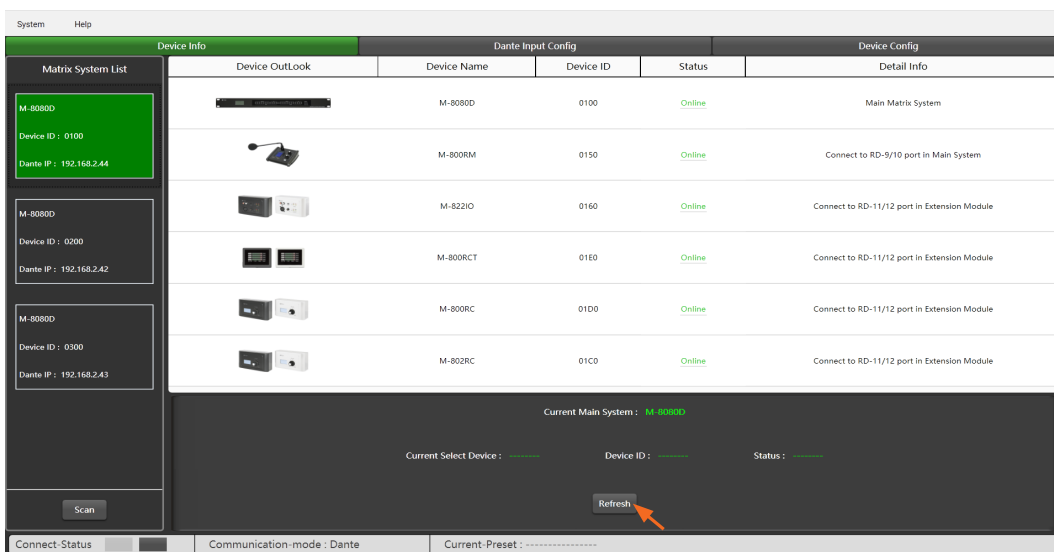 System Help
Device Info Dante Input Config Device Config
Matrix System List
M-8080D
Device ID : 0100
Dante IP : 192.168.2.44
M-8080D
Device ID : 0200
Dante IP : 192.168.2.42
M-8080D
Device ID : 0300
Dante IP : 192.168.2.43
Scan
Device OutLook Device Name Device ID Status Detail Info
M-8080D 0100 Online Main Matrix System
M-800RM 0150 Online Connect to RD-9/10 port in Main System
M-822IO 0160 Online Connect to RD-11/12 port in Extension Module
M-800RCT 01E0 Online Connect to RD-11/12 port in Extension Module
M-800RC 01D0 Online Connect to RD-11/12 port in Extension Module
M-802RC 01C0 Online Connect to RD-11/12 port in Extension Module
Current Main System : M-8080D
Current Select Device : -------- Device ID : -------- Status : --------
Refresh
Connect-Status Communication-mode : Dante Current-Preset : ---------------